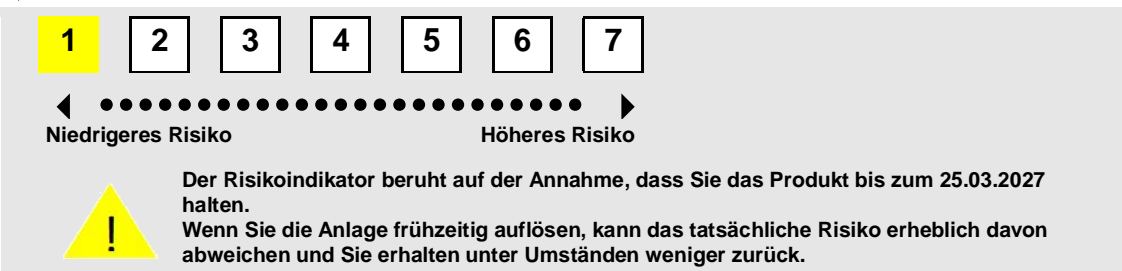 1 2 3 4 5 6 7
Niedrigeres Risiko Höheres Risiko
Der Risikoindikator beruht auf der Annahme, dass Sie das Produkt bis zum 25.03.2027
halten.
Wenn Sie die Anlage frühzeitig auflösen, kann das tatsächliche Risiko erheblich davon
! abweichen und Sie erhalten unter Umständen weniger zurück.